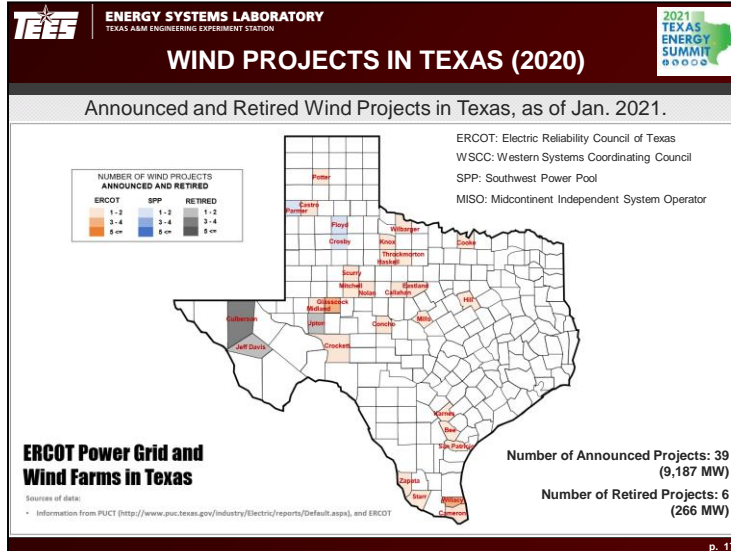 TEES
ENERGY SYSTEMS LABORATORY
TEXAS A&M ENGINEERING EXPERIMENT STATION
2021
TEXAS
ENERGY
SUMMIT
WIND PROJECTS IN TEXAS (2020)
Announced and Retired Wind Projects in Texas, as of Jan. 2021.
ERCOT: Electric Reliability Council of Texas
WSCC: Western Systems Coordinating Council
SPP: Southwest Power Pool
MISO: Midcontinent Independent System Operator
NUMBER OF WIND PROJECTS
ANNOUNCED AND RETIRED
ERCOT SPP RETIRED
1 - 2 1 - 2 1 - 2
3 - 4 3 - 4 3 - 4
5 <= 5 <= 5 <=
Potter
Castro
Parmer
Floyd
Wilbarger
Crosby
Knox
Cooke
Throckmorton
Haskell
Scurry
Mitchell
Eastland
Nolan
Callahan
Hill
Glasscock
Midland
Culberson
Upton
Concho
Mills
Jeff Davis
Crockett
Karnes
Bee
San Patricio
Zapata
Starr
Willacy
Cameron
ERCOT Power Grid and
Wind Farms in Texas
Sources of data:
• Information from PUCT (http://www.puc.texas.gov/industry/Electric/reports/Default.aspx), and ERCOT
Number of Announced Projects: 39
(9,187 MW)
Number of Retired Projects: 6
(266 MW)
p. 17